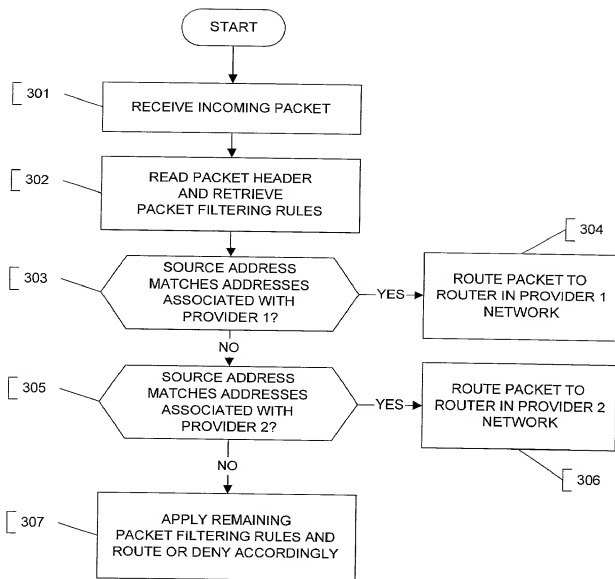 START
301
RECEIVE INCOMING PACKET
302
READ PACKET HEADER
AND RETRIEVE
PACKET FILTERING RULES
303
SOURCE ADDRESS
MATCHES ADDRESSES
ASSOCIATED WITH
PROVIDER 1?
YES
304
ROUTE PACKET TO
ROUTER IN PROVIDER 1
NETWORK
NO
305
SOURCE ADDRESS
MATCHES ADDRESSES
ASSOCIATED WITH
PROVIDER 2?
YES
ROUTE PACKET TO
ROUTER IN PROVIDER 2
NETWORK
306
NO
307
APPLY REMAINING
PACKET FILTERING RULES AND
ROUTE OR DENY ACCORDINGLY